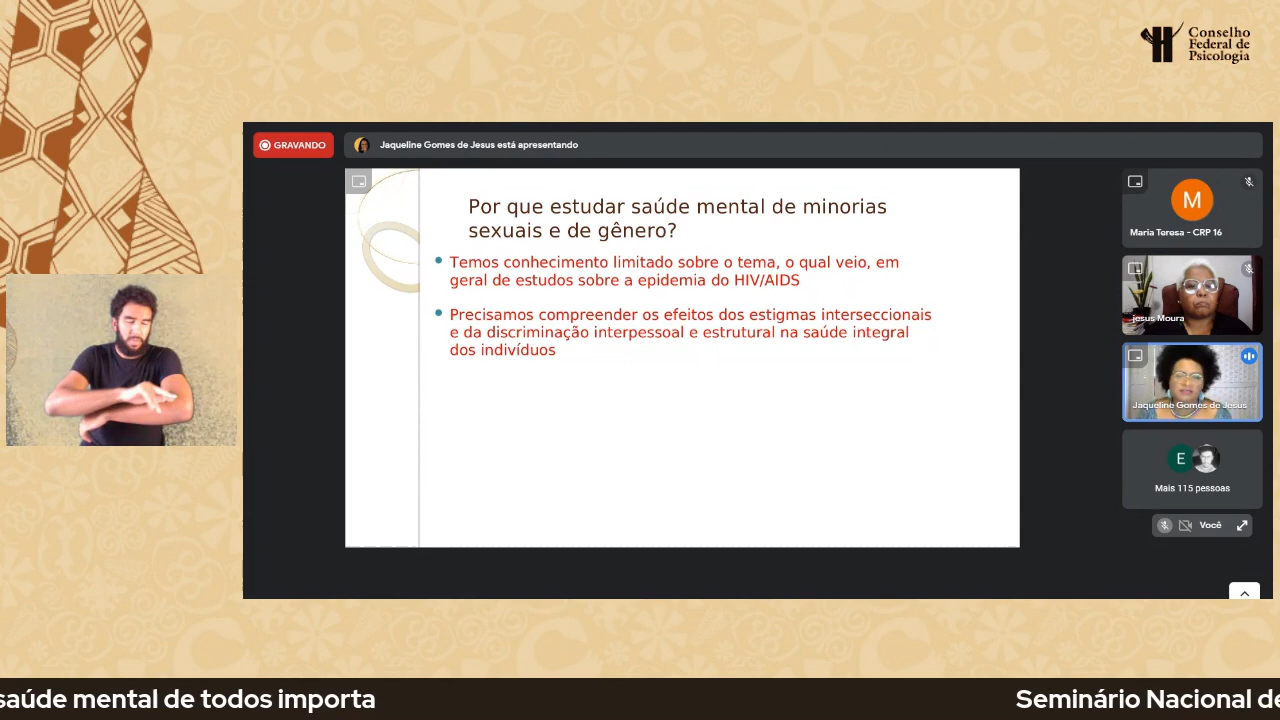 Conselho
Federal de
Psicologia
GRAVANDO
Jaqueline Gomes de Jesus está apresentando
Por que estudar saúde mental de minorias
sexuais e de gênero?
Temos conhecimento limitado sobre o tema, o qual veio, em
geral de estudos sobre a epidemia do HIV/AIDS
Precisamos compreender os efeitos dos estigmas interseccionais
e da discriminação interpessoal e estrutural na saúde integral
dos indivíduos
M
Maria Teresa - CRP 16
jesus Moura
Jaqueline Gomes de Jesus
E
Mais 115 pessoas
Você
saúde mental de todos importa
Seminário Nacional de